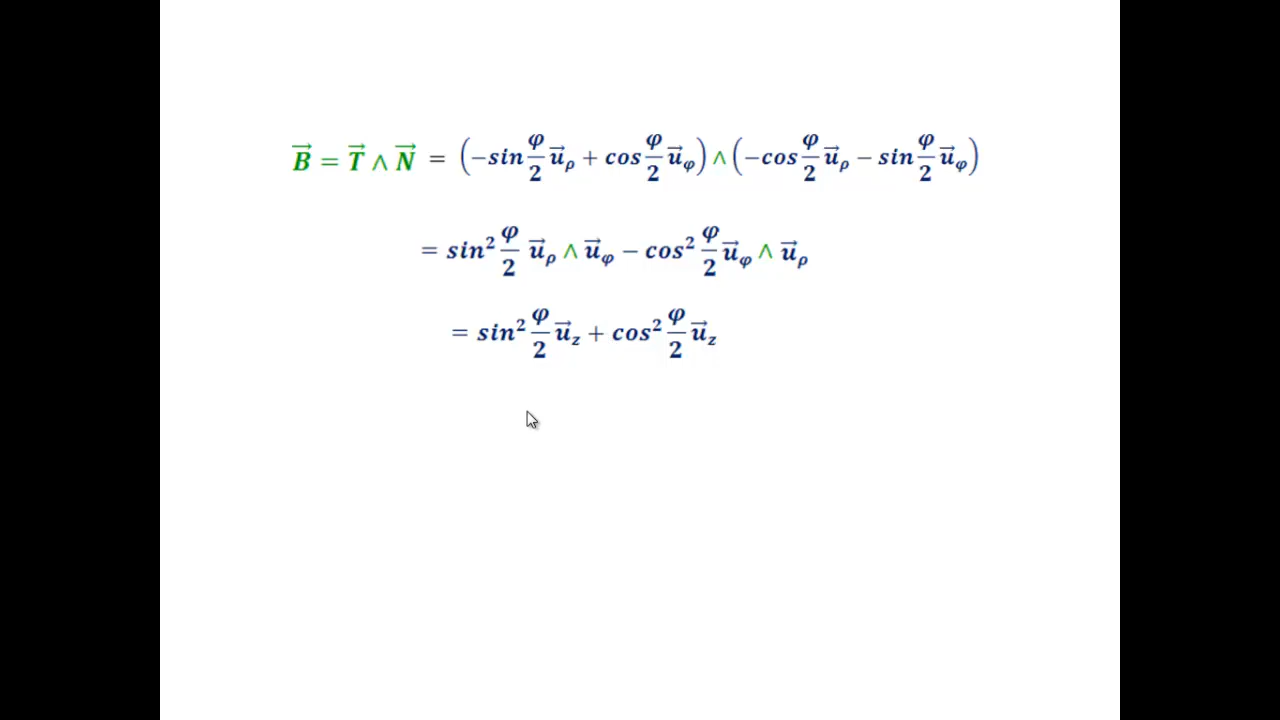 B⃗ = T⃗ ∧ N⃗ = (−sin φ/2 u⃗ρ + cos φ/2 u⃗φ) ∧ (−cos φ/2 u⃗ρ − sin φ/2 u⃗φ)
= sin² φ/2 u⃗ρ ∧ u⃗φ − cos² φ/2 u⃗φ ∧ u⃗ρ
= sin² φ/2 u⃗z + cos² φ/2 u⃗z